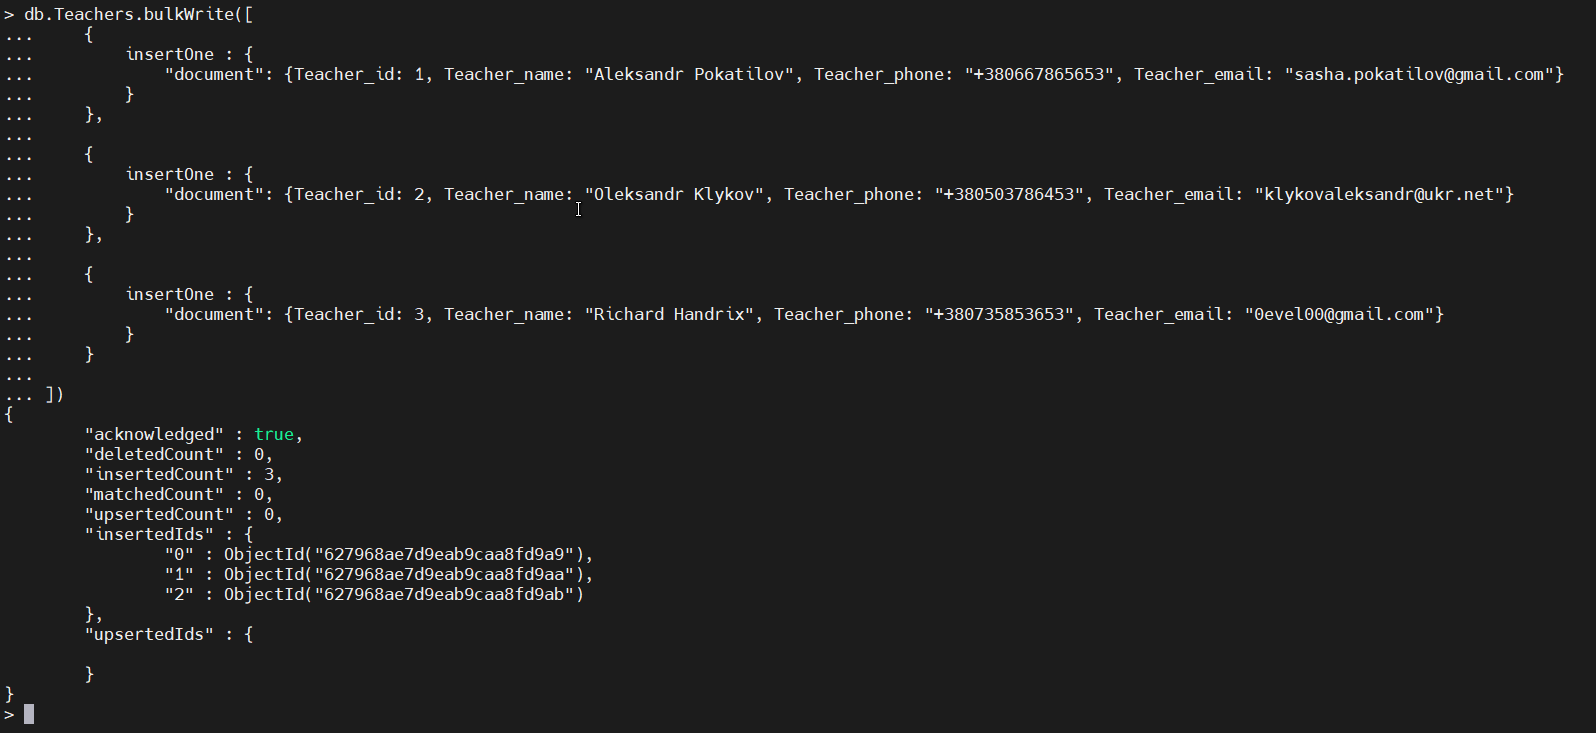 > db.Teachers.bulkWrite([
...     {
...         insertOne : {
...             "document": {Teacher_id: 1, Teacher_name: "Aleksandr Pokatilov", Teacher_phone: "+380667865653", Teacher_email: "sasha.pokatilov@gmail.com"}
...         }
...     },
...
...     {
...         insertOne : {
...             "document": {Teacher_id: 2, Teacher_name: "Oleksandr Klykov", Teacher_phone: "+380503786453", Teacher_email: "klykovaleksandr@ukr.net"}
...         }
...     },
...
...     {
...         insertOne : {
...             "document": {Teacher_id: 3, Teacher_name: "Richard Handrix", Teacher_phone: "+380735853653", Teacher_email: "0evel00@gmail.com"}
...         }
...     }
...
... ])
{
        "acknowledged" : true,
        "deletedCount" : 0,
        "insertedCount" : 3,
        "matchedCount" : 0,
        "upsertedCount" : 0,
        "insertedIds" : {
                "0" : ObjectId("627968ae7d9eab9caa8fd9a9"),
                "1" : ObjectId("627968ae7d9eab9caa8fd9aa"),
                "2" : ObjectId("627968ae7d9eab9caa8fd9ab")
        },
        "upsertedIds" : {

        }
}
>